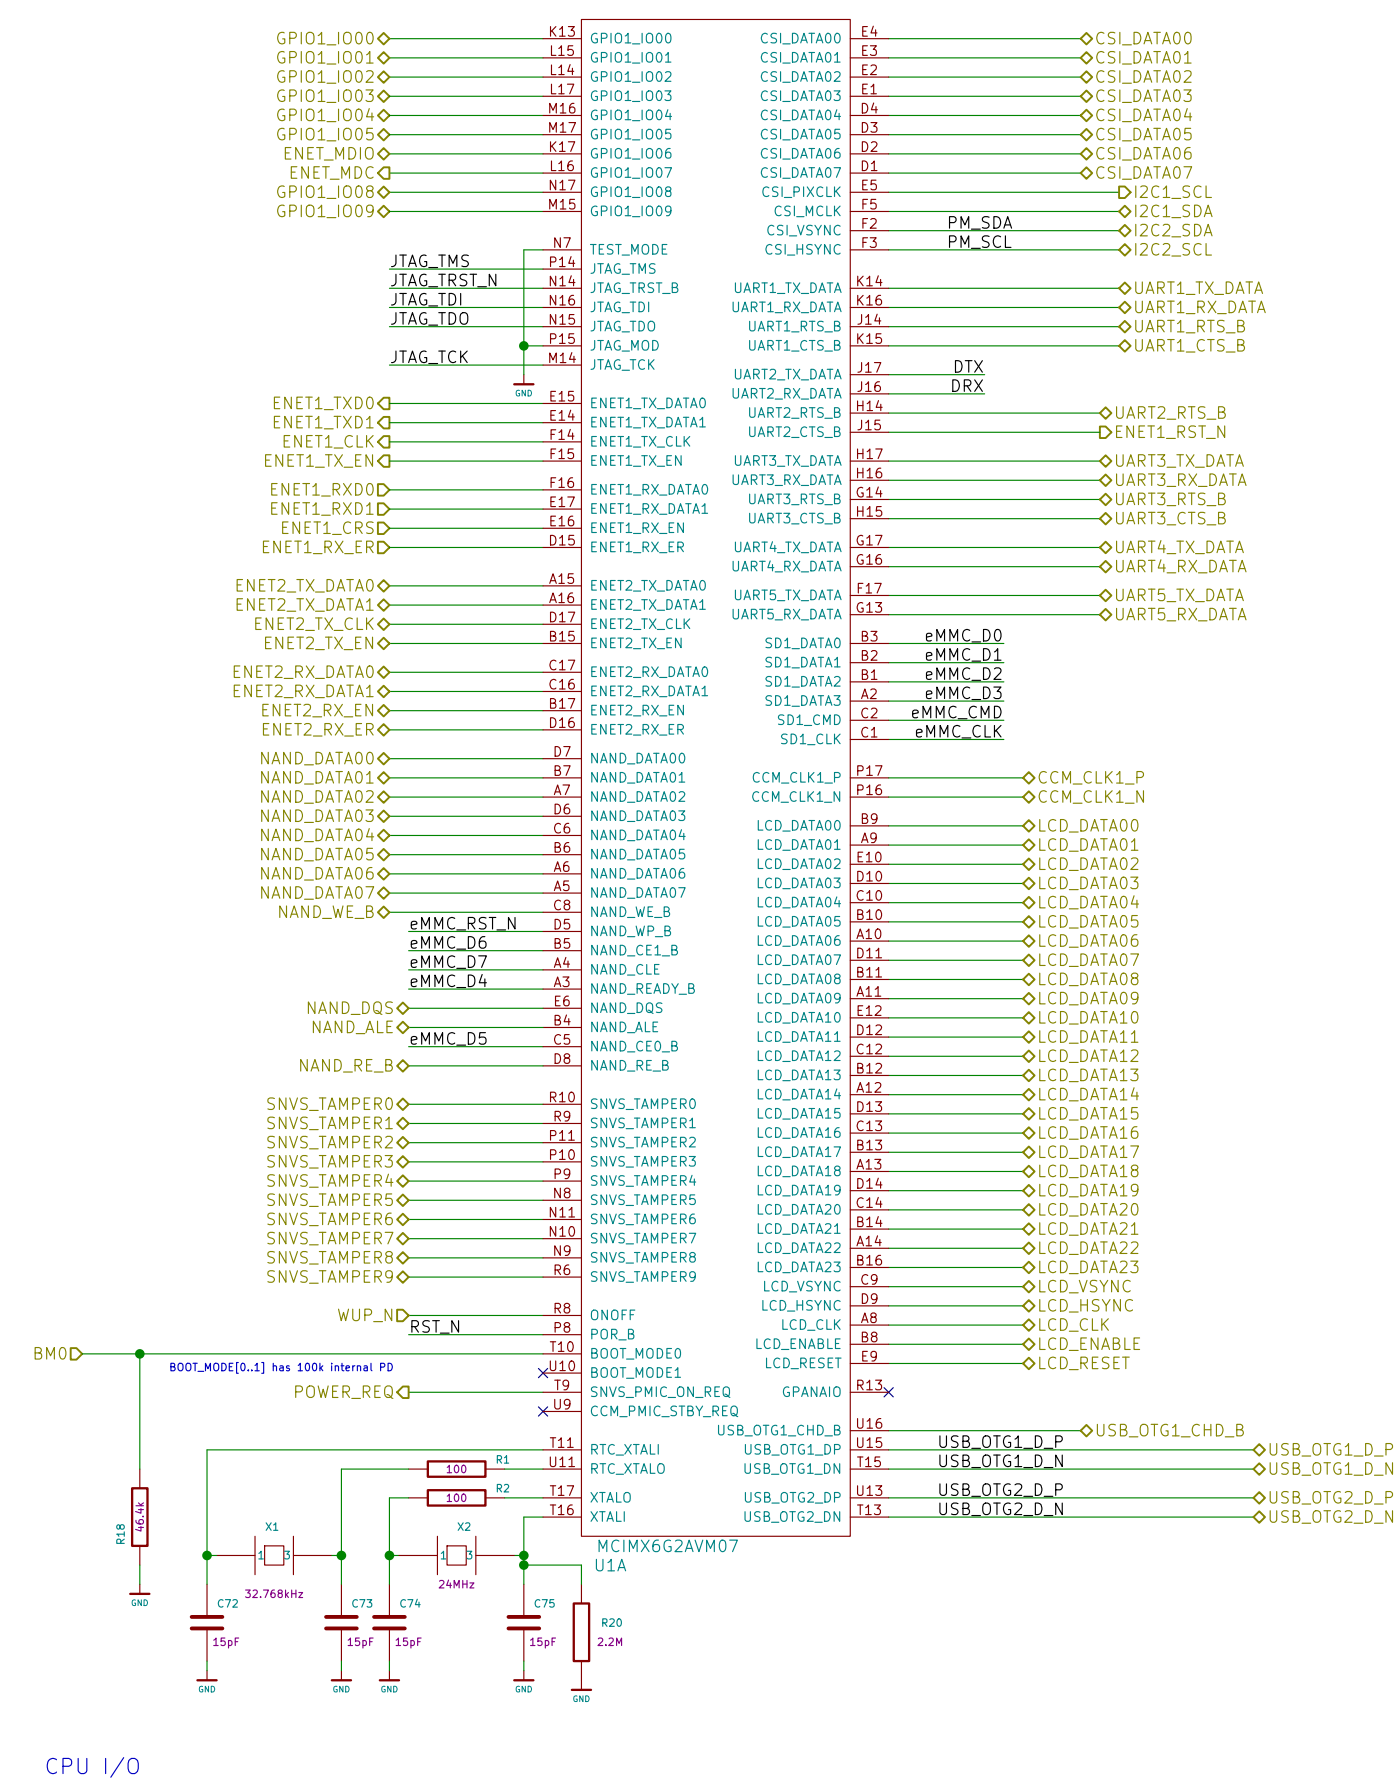 GPIO1_IO00 K13 GPIO1_IO00 CSI_DATA00 E4 CSI_DATA00
GPIO1_IO01 L15 GPIO1_IO01 CSI_DATA01 E3 CSI_DATA01
GPIO1_IO02 L14 GPIO1_IO02 CSI_DATA02 E2 CSI_DATA02
GPIO1_IO03 L17 GPIO1_IO03 CSI_DATA03 E1 CSI_DATA03
GPIO1_IO04 M16 GPIO1_IO04 CSI_DATA04 D4 CSI_DATA04
GPIO1_IO05 M17 GPIO1_IO05 CSI_DATA05 D3 CSI_DATA05
ENET_MDIO K17 GPIO1_IO06 CSI_DATA06 D2 CSI_DATA06
ENET_MDC L16 GPIO1_IO07 CSI_DATA07 D1 CSI_DATA07
GPIO1_IO08 N17 GPIO1_IO08 CSI_PIXCLK E5 I2C1_SCL
GPIO1_IO09 M15 GPIO1_IO09 CSI_MCLK F5 I2C1_SDA
CSI_VSYNC F2 PM_SDA I2C2_SDA
N7 TEST_MODE CSI_HSYNC F3 PM_SCL I2C2_SCL
JTAG_TMS P14 JTAG_TMS
JTAG_TRST_N N14 JTAG_TRST_B UART1_TX_DATA K14 UART1_TX_DATA
JTAG_TDI N16 JTAG_TDI UART1_RX_DATA K16 UART1_RX_DATA
JTAG_TDO N15 JTAG_TDO UART1_RTS_B J14 UART1_RTS_B
P15 JTAG_MOD UART1_CTS_B K15 UART1_CTS_B
JTAG_TCK M14 JTAG_TCK
UART2_TX_DATA J17 DTX
GND
UART2_RX_DATA J16 DRX
ENET1_TXD0 E15 ENET1_TX_DATA0
UART2_RTS_B H14 UART2_RTS_B
ENET1_TXD1 E14 ENET1_TX_DATA1
UART2_CTS_B J15 ENET1_RST_N
ENET1_CLK F14 ENET1_TX_CLK
ENET1_TX_EN F15 ENET1_TX_EN UART3_TX_DATA H17 UART3_TX_DATA
UART3_RX_DATA H16 UART3_RX_DATA
ENET1_RXD0 F16 ENET1_RX_DATA0
UART3_RTS_B G14 UART3_RTS_B
ENET1_RXD1 E17 ENET1_RX_DATA1
UART3_CTS_B H15 UART3_CTS_B
ENET1_CRS E16 ENET1_RX_EN
ENET1_RX_ER D15 ENET1_RX_ER UART4_TX_DATA G17 UART4_TX_DATA
UART4_RX_DATA G16 UART4_RX_DATA
ENET2_TX_DATA0 A15 ENET2_TX_DATA0
UART5_TX_DATA F17 UART5_TX_DATA
ENET2_TX_DATA1 A16 ENET2_TX_DATA1
UART5_RX_DATA G13 UART5_RX_DATA
ENET2_TX_CLK D17 ENET2_TX_CLK
ENET2_TX_EN B15 ENET2_TX_EN SD1_DATA0 B3 eMMC_D0
SD1_DATA1 B2 eMMC_D1
ENET2_RX_DATA0 C17 ENET2_RX_DATA0
SD1_DATA2 B1 eMMC_D2
ENET2_RX_DATA1 C16 ENET2_RX_DATA1
SD1_DATA3 A2 eMMC_D3
ENET2_RX_EN B17 ENET2_RX_EN
SD1_CMD C2 eMMC_CMD
ENET2_RX_ER D16 ENET2_RX_ER
SD1_CLK C1 eMMC_CLK
NAND_DATA00 D7 NAND_DATA00
NAND_DATA01 B7 NAND_DATA01 CCM_CLK1_P P17 CCM_CLK1_P
NAND_DATA02 A7 NAND_DATA02 CCM_CLK1_N P16 CCM_CLK1_N
NAND_DATA03 D6 NAND_DATA03
LCD_DATA00 B9 LCD_DATA00
NAND_DATA04 C6 NAND_DATA04
LCD_DATA01 A9 LCD_DATA01
NAND_DATA05 B6 NAND_DATA05
LCD_DATA02 E10 LCD_DATA02
NAND_DATA06 A6 NAND_DATA06
LCD_DATA03 D10 LCD_DATA03
NAND_DATA07 A5 NAND_DATA07
LCD_DATA04 C10 LCD_DATA04
NAND_WE_B C8 NAND_WE_B
LCD_DATA05 B10 LCD_DATA05
eMMC_RST_N D5 NAND_WP_B
LCD_DATA06 A10 LCD_DATA06
eMMC_D6 B5 NAND_CE1_B
LCD_DATA07 D11 LCD_DATA07
eMMC_D7 A4 NAND_CLE
LCD_DATA08 B11 LCD_DATA08
eMMC_D4 A3 NAND_READY_B
LCD_DATA09 A11 LCD_DATA09
NAND_DQS E6 NAND_DQS
LCD_DATA10 E12 LCD_DATA10
NAND_ALE B4 NAND_ALE
LCD_DATA11 D12 LCD_DATA11
eMMC_D5 C5 NAND_CE0_B
LCD_DATA12 C12 LCD_DATA12
NAND_RE_B D8 NAND_RE_B
LCD_DATA13 B12 LCD_DATA13
LCD_DATA14 A12 LCD_DATA14
SNVS_TAMPER0 R10 SNVS_TAMPER0
LCD_DATA15 D13 LCD_DATA15
SNVS_TAMPER1 R9 SNVS_TAMPER1
LCD_DATA16 C13 LCD_DATA16
SNVS_TAMPER2 P11 SNVS_TAMPER2
LCD_DATA17 B13 LCD_DATA17
SNVS_TAMPER3 P10 SNVS_TAMPER3
LCD_DATA18 A13 LCD_DATA18
SNVS_TAMPER4 P9 SNVS_TAMPER4
LCD_DATA19 D14 LCD_DATA19
SNVS_TAMPER5 N8 SNVS_TAMPER5
LCD_DATA20 C14 LCD_DATA20
SNVS_TAMPER6 N11 SNVS_TAMPER6
LCD_DATA21 B14 LCD_DATA21
SNVS_TAMPER7 N10 SNVS_TAMPER7
LCD_DATA22 A14 LCD_DATA22
SNVS_TAMPER8 N9 SNVS_TAMPER8
LCD_DATA23 B16 LCD_DATA23
SNVS_TAMPER9 R6 SNVS_TAMPER9
LCD_VSYNC C9 LCD_VSYNC
LCD_HSYNC D9 LCD_HSYNC
WUP_N R8 ONOFF
LCD_CLK A8 LCD_CLK
RST_N P8 POR_B
LCD_ENABLE B8 LCD_ENABLE
BM0 T10 BOOT_MODE0
LCD_RESET E9 LCD_RESET
BOOT_MODE[0..1] has 100k internal PD
U10 BOOT_MODE1
POWER_REQ T9 SNVS_PMIC_ON_REQ GPANAIO R13
U9 CCM_PMIC_STBY_REQ
USB_OTG1_CHD_B U16 USB_OTG1_CHD_B
T11 RTC_XTALI USB_OTG1_DP U15 USB_OTG1_D_P USB_OTG1_D_P
R1
100 U11 RTC_XTALO USB_OTG1_DN T15 USB_OTG1_D_N USB_OTG1_D_N
R2
100 T17 XTALO USB_OTG2_DP U13 USB_OTG2_D_P USB_OTG2_D_P
T16 XTALI USB_OTG2_DN T13 USB_OTG2_D_N USB_OTG2_D_N
R18 46.4k
X1 X2
MCIMX6G2AVM07
1 3 1 3
U1A
32.768kHz 24MHz
GND C72 C73 C74 C75
R20
15pF 15pF 15pF 15pF 2.2M
GND GND GND GND GND
CPU I/O